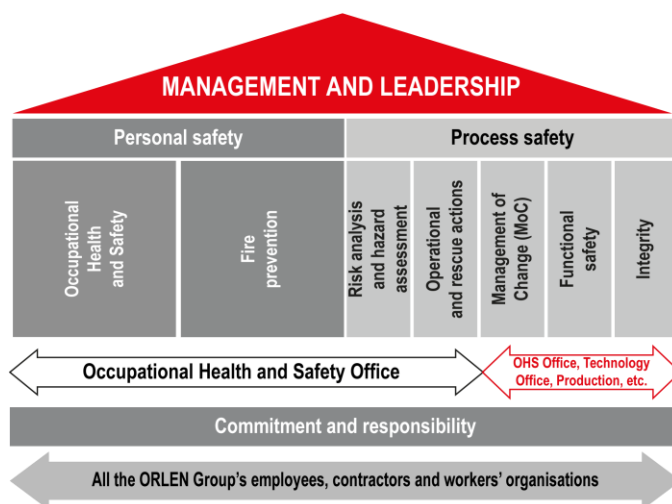 MANAGEMENT AND LEADERSHIP
Personal safety
Process safety
Occupational
Health
and Safety
Fire
prevention
Risk analysis
and hazard
assessment
Operational
and rescue actions
Management of
Change (MoC)
Functional
safety
Integrity
Occupational Health and Safety Office
OHS Office, Technology
Office, Production, etc.
Commitment and responsibility
All the ORLEN Group's employees, contractors and workers' organisations